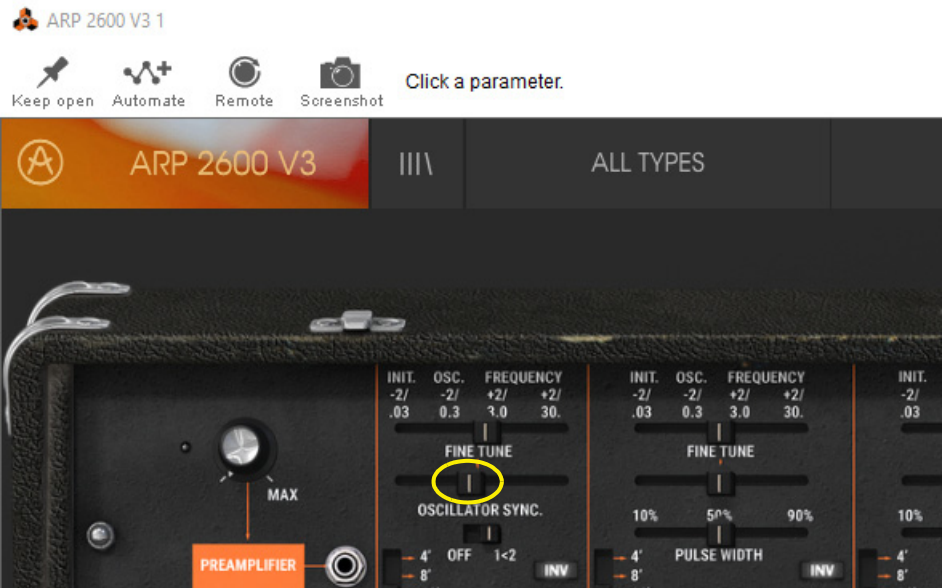 ARP 2600 V3 1
Keep open Automate Remote Screenshot Click a parameter.
ARP 2600 V3 ALL TYPES
INIT. OSC. FREQUENCY INIT. OSC. FREQUENCY INIT.
-2/ -2/ +2/ +2/ -2/ -2/ +2/ +2/ -2/
.03 0.3 3.0 30. .03 0.3 3.0 30. .03
FINE TUNE FINE TUNE
MAX
OSCILLATOR SYNC. 10% 50% 90% 10%
OFF 1<2 PULSE WIDTH
PREAMPLIFIER 4' 4' 4'
8' INV 8' INV 8'